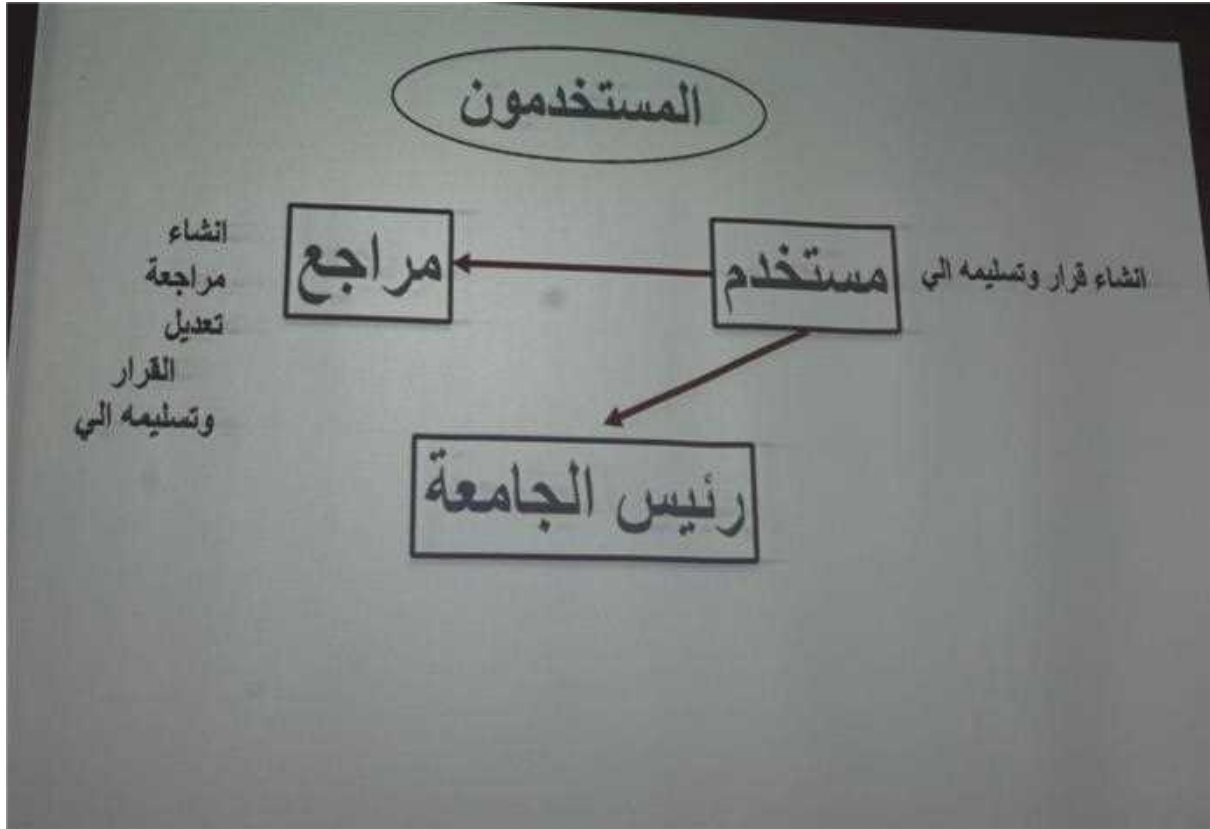 المستخدمون
انشاء قرار وتسليمه الي
مستخدم
مراجع
انشاء
مراجعة
تعديل
القرار
وتسليمه الي
رئيس الجامعة